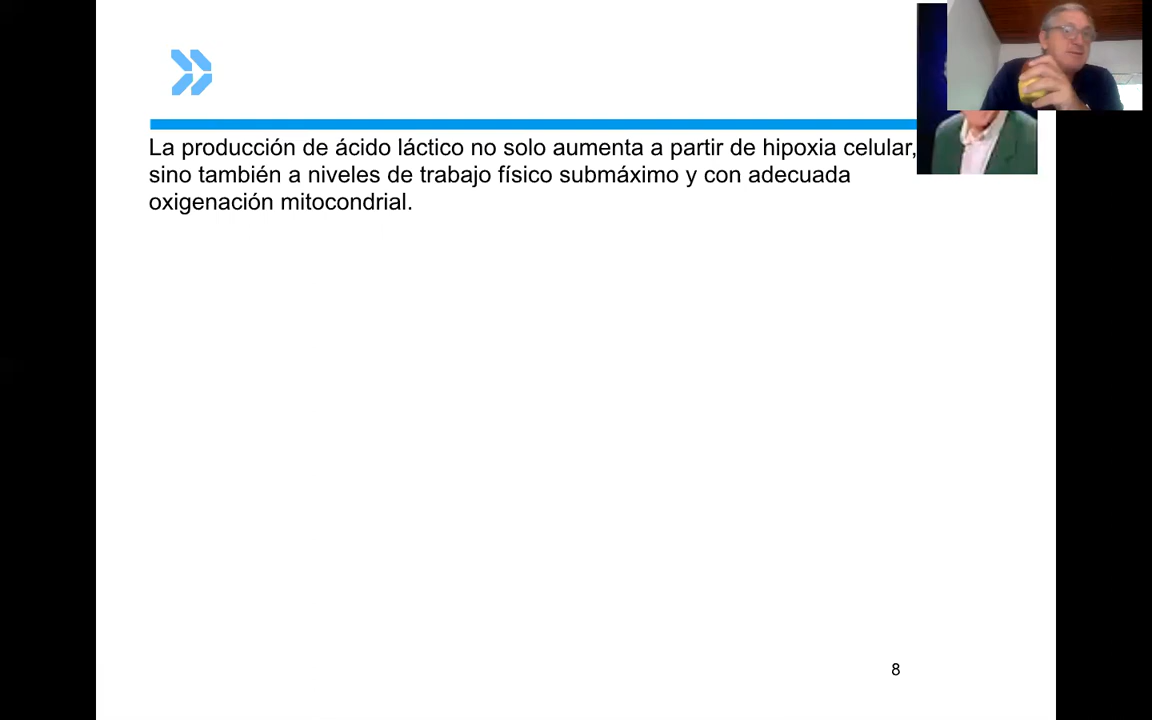 La producción de ácido láctico no solo aumenta a partir de hipoxia celular,
sino también a niveles de trabajo físico submáximo y con adecuada
oxigenación mitocondrial.
8